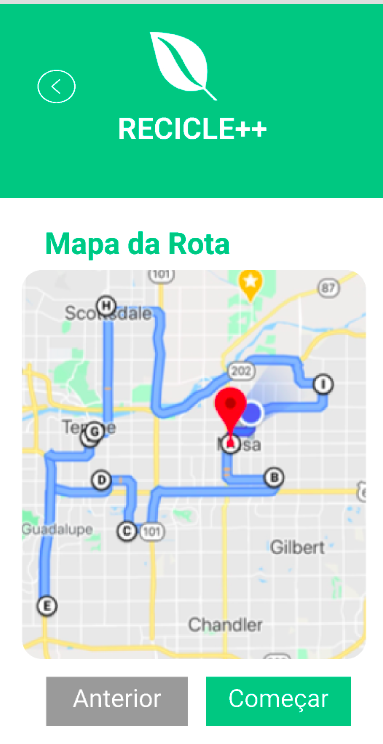 RECICLE++
Mapa da Rota
101
87
H
Scottsdale
202
I
Tempe
G
Mesa
D
B
C
101
Guadalupe
Gilbert
E
Chandler
Anterior
Começar